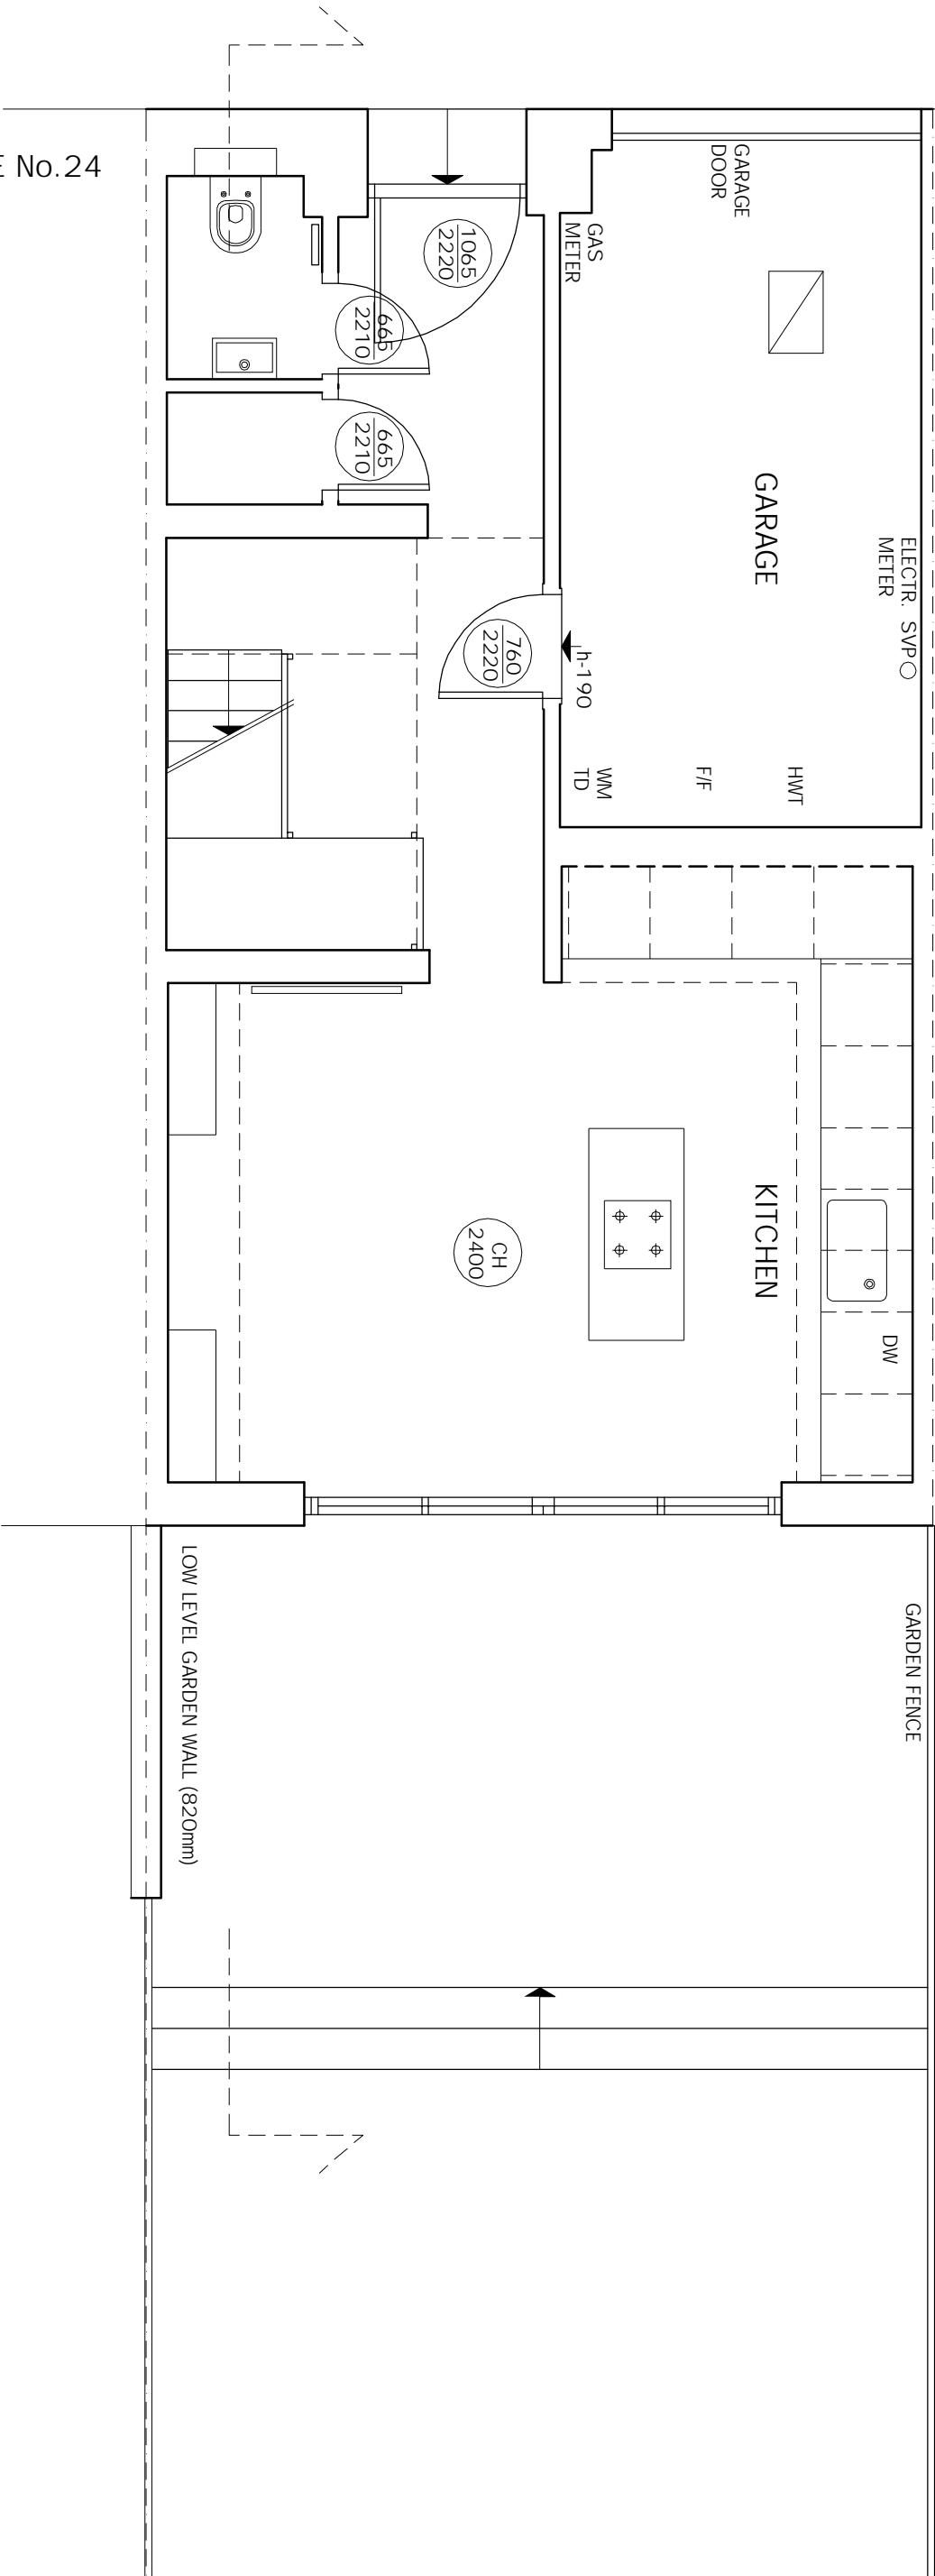 E No.24
GARAGE
DOOR
GAS
METER
1065
2220
665
2210
665
2210
GARAGE
ELECTR. SVP
METER
760
2220
h-190
HWT
F/F
WM
TD
KITCHEN
CH
2400
DW
GARDEN FENCE
LOW LEVEL GARDEN WALL (820mm)